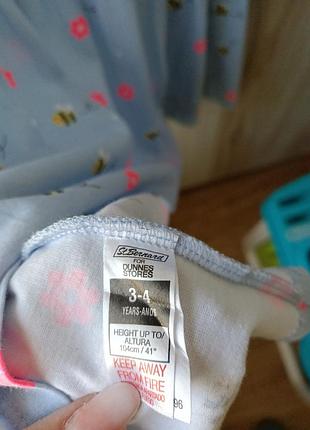 St Bernard
FOR
DUNNES
STORES
3-4
YEARS-ANOS
HEIGHT UP TO/
ALTURA
104cm / 41"
KEEP AWAY
FROM FIRE
96